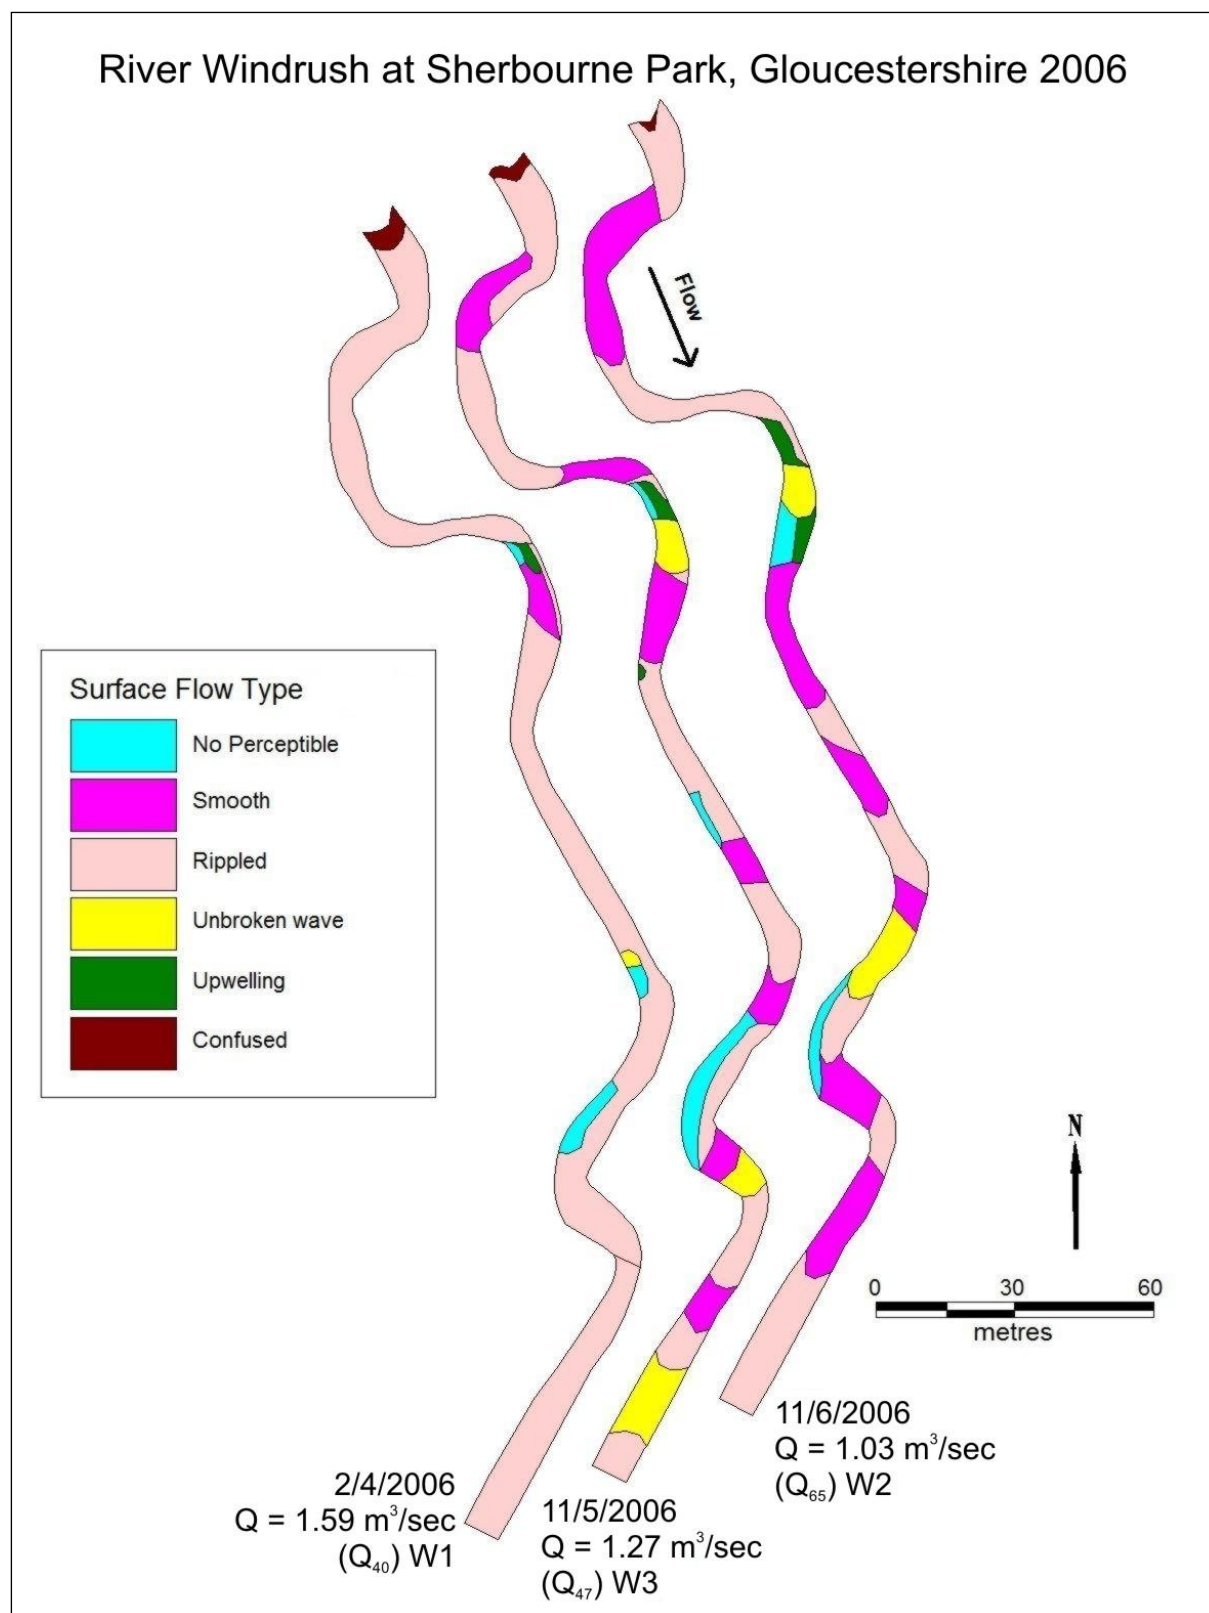 River Windrush at Sherbourne Park, Gloucestershire 2006
Flow
Surface Flow Type
No Perceptible
Smooth
Rippled
Unbroken wave
Upwelling
Confused
N
0 30 60
metres
2/4/2006
Q = 1.59 m³/sec
(Q₄₀) W1
11/5/2006
Q = 1.27 m³/sec
(Q₄₇) W3
11/6/2006
Q = 1.03 m³/sec
(Q₆₅) W2